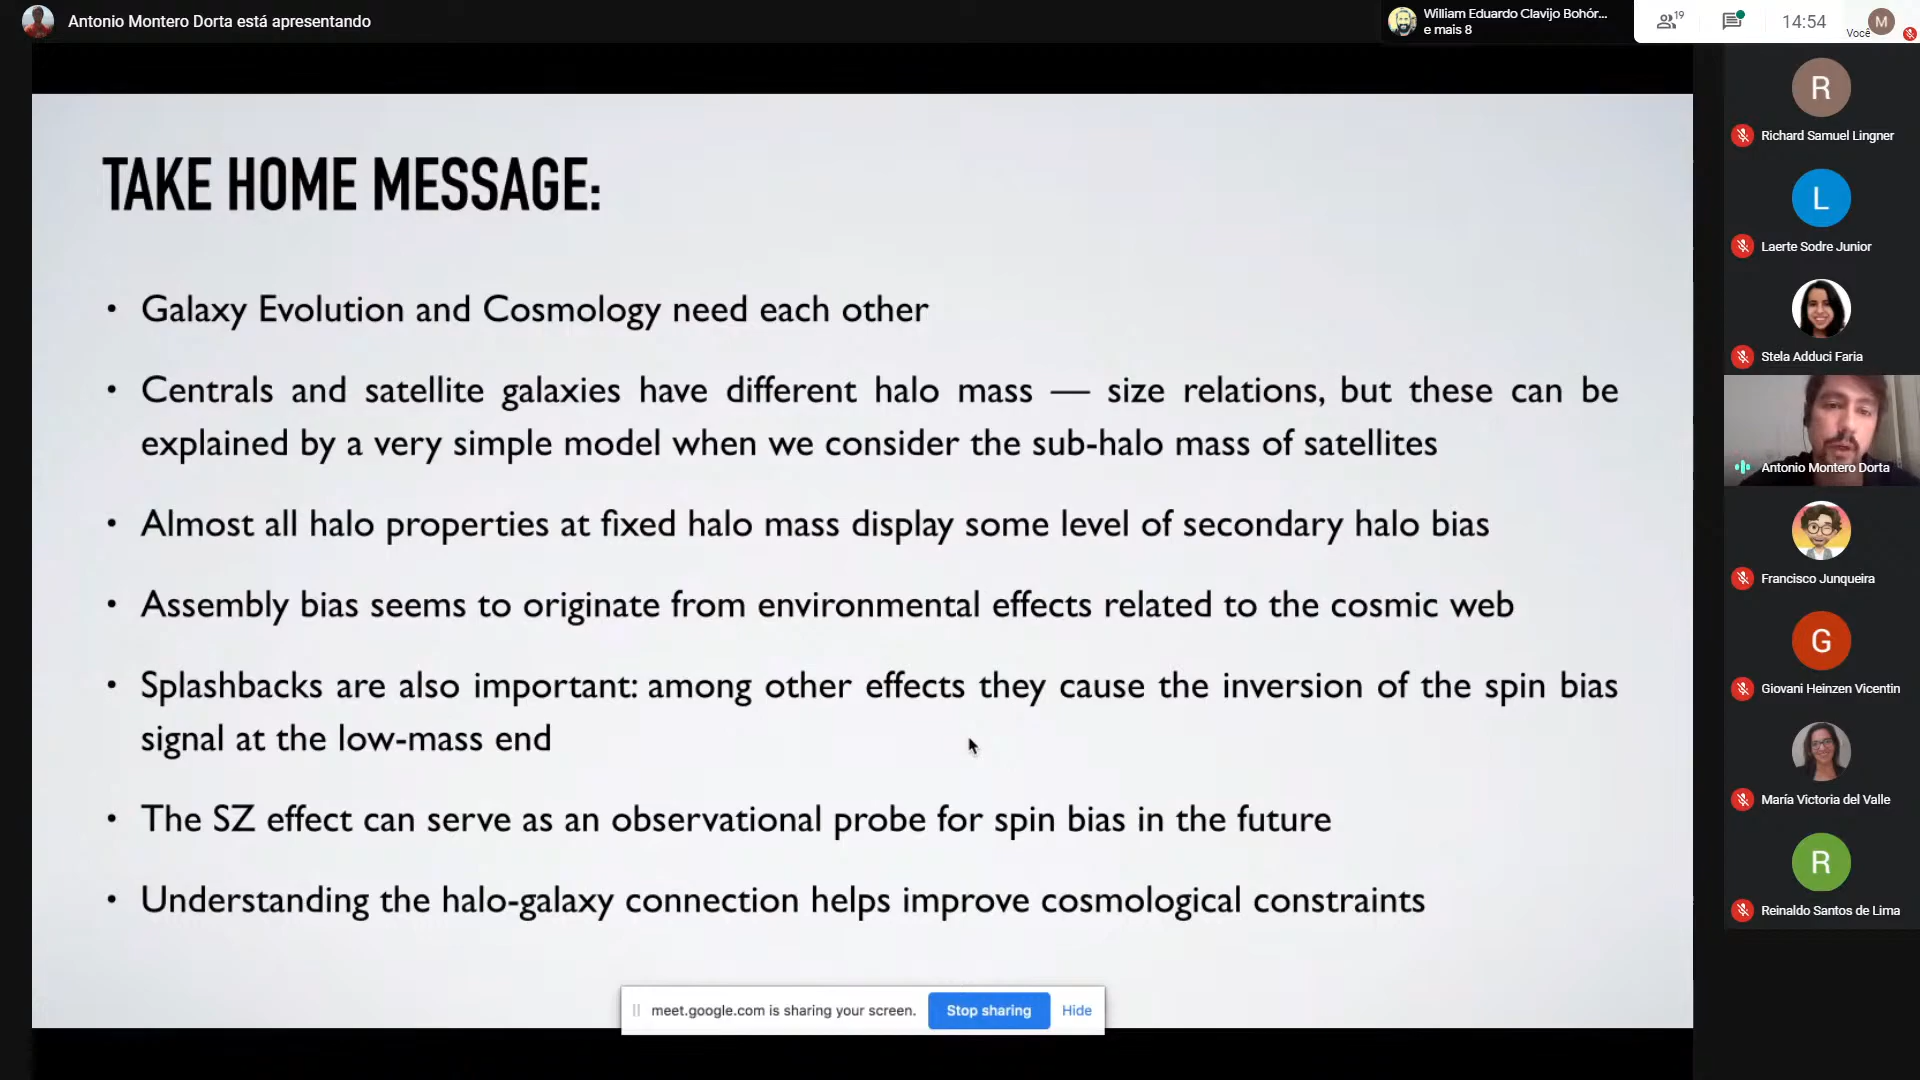 Antonio Montero Dorta está apresentando
William Eduardo Clavijo Bohór...
e mais 8
19
14:54
Você
M
TAKE HOME MESSAGE:
• Galaxy Evolution and Cosmology need each other
• Centrals and satellite galaxies have different halo mass — size relations, but these can be
explained by a very simple model when we consider the sub-halo mass of satellites
• Almost all halo properties at fixed halo mass display some level of secondary halo bias
• Assembly bias seems to originate from environmental effects related to the cosmic web
• Splashbacks are also important: among other effects they cause the inversion of the spin bias
signal at the low-mass end
• The SZ effect can serve as an observational probe for spin bias in the future
• Understanding the halo-galaxy connection helps improve cosmological constraints
meet.google.com is sharing your screen.
Stop sharing
Hide
R
Richard Samuel Lingner
L
Laerte Sodre Junior
Stela Adduci Faria
Antonio Montero Dorta
Francisco Junqueira
G
Giovani Heinzen Vicentin
María Victoria del Valle
R
Reinaldo Santos de Lima